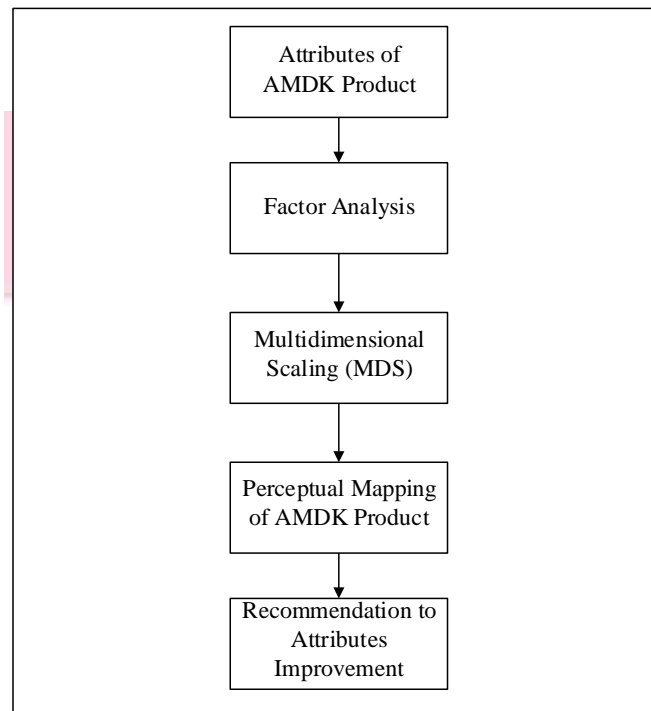 Attributes of
AMDK Product
Factor Analysis
Multidimensional
Scaling (MDS)
Perceptual Mapping
of AMDK Product
Recommendation to
Attributes
Improvement